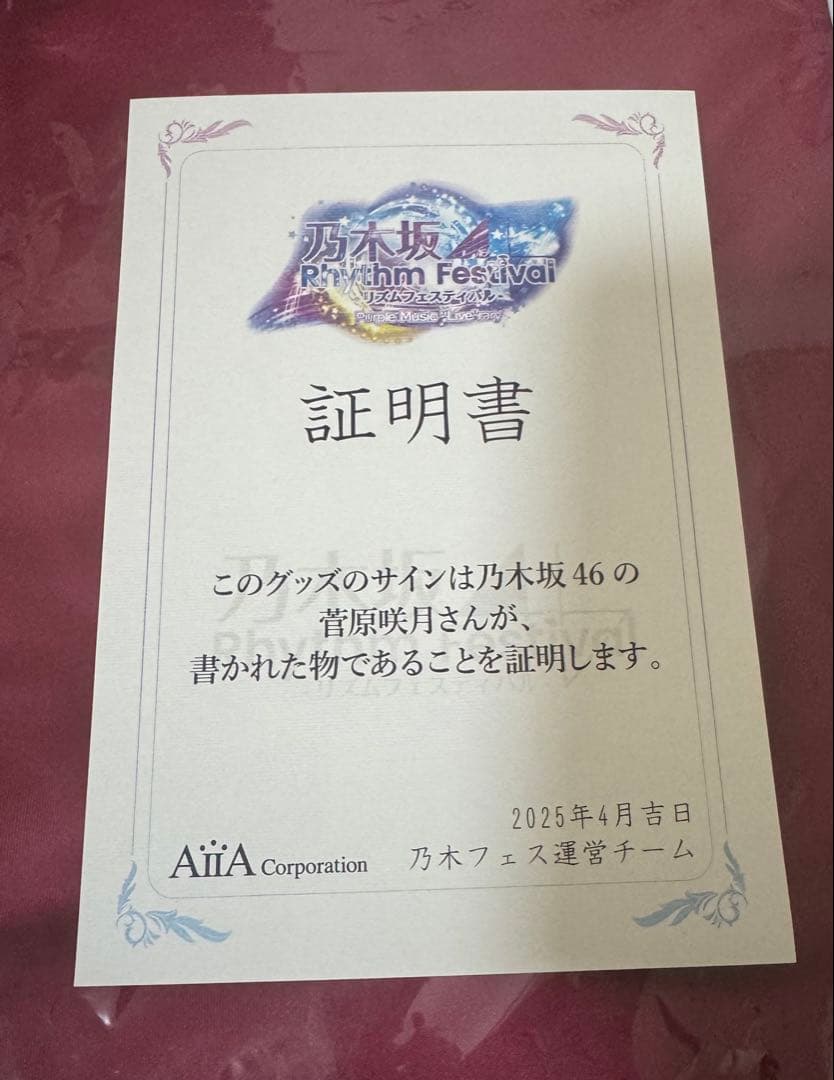 乃木坂
Rhythm Festival
-リズムフェスティバル-
Purple Music "Live"rary
証明書
このグッズのサインは乃木坂46の
菅原咲月さんが、
書かれた物であることを証明します。
2025年4月吉日
AiiA Corporation 乃木フェス運営チーム